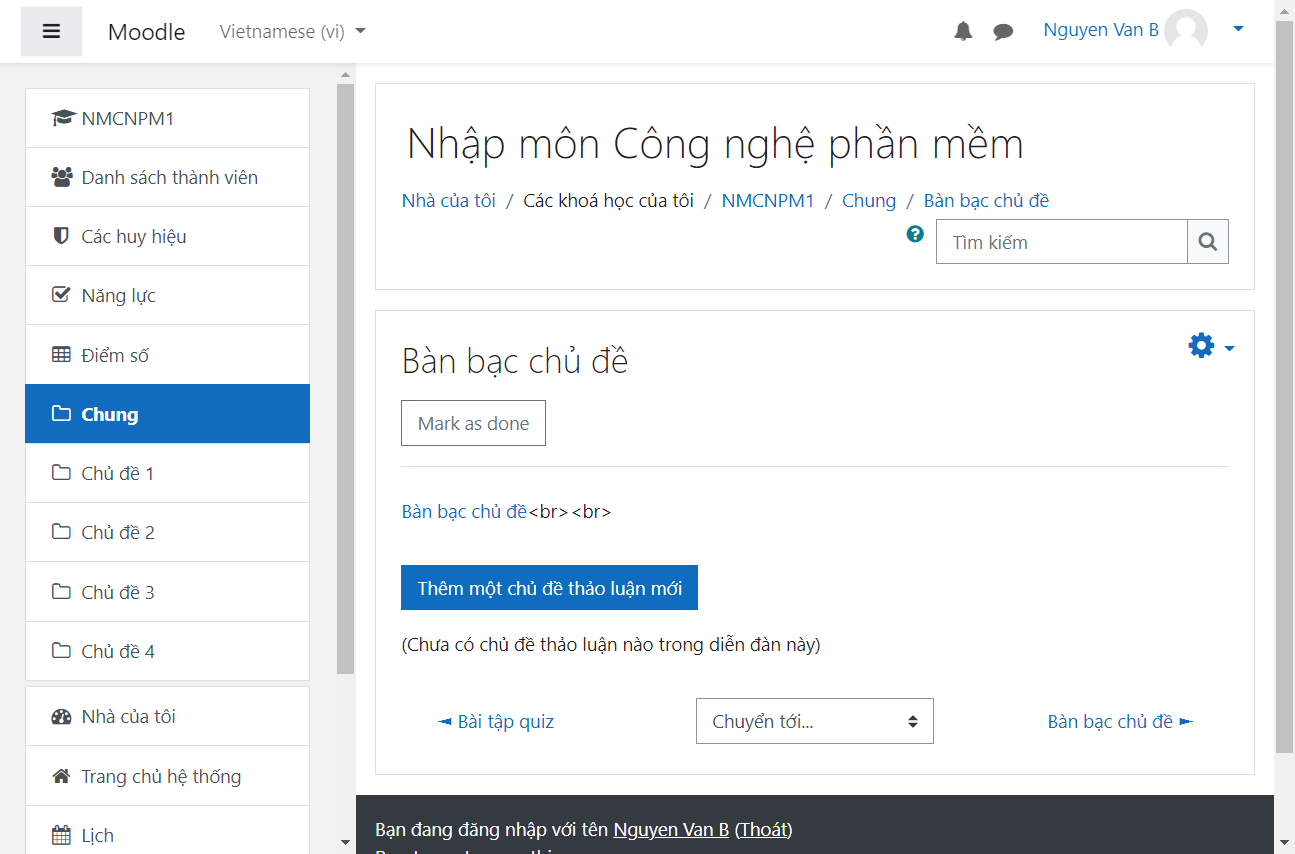 Moodle Vietnamese (vi) Nguyen Van B
NMCNPM1
Danh sách thành viên
Các huy hiệu
Năng lực
Điểm số
Chung
Chủ đề 1
Chủ đề 2
Chủ đề 3
Chủ đề 4
Nhà của tôi
Trang chủ hệ thống
Lịch
Nhập môn Công nghệ phần mềm
Nhà của tôi / Các khoá học của tôi / NMCNPM1 / Chung / Bàn bạc chủ đề
Tìm kiếm
Bàn bạc chủ đề
Mark as done
Bàn bạc chủ đề<br><br>
Thêm một chủ đề thảo luận mới
(Chưa có chủ đề thảo luận nào trong diễn đàn này)
◄ Bài tập quiz Chuyển tới... Bàn bạc chủ đề ►
Bạn đang đăng nhập với tên Nguyen Van B (Thoát)